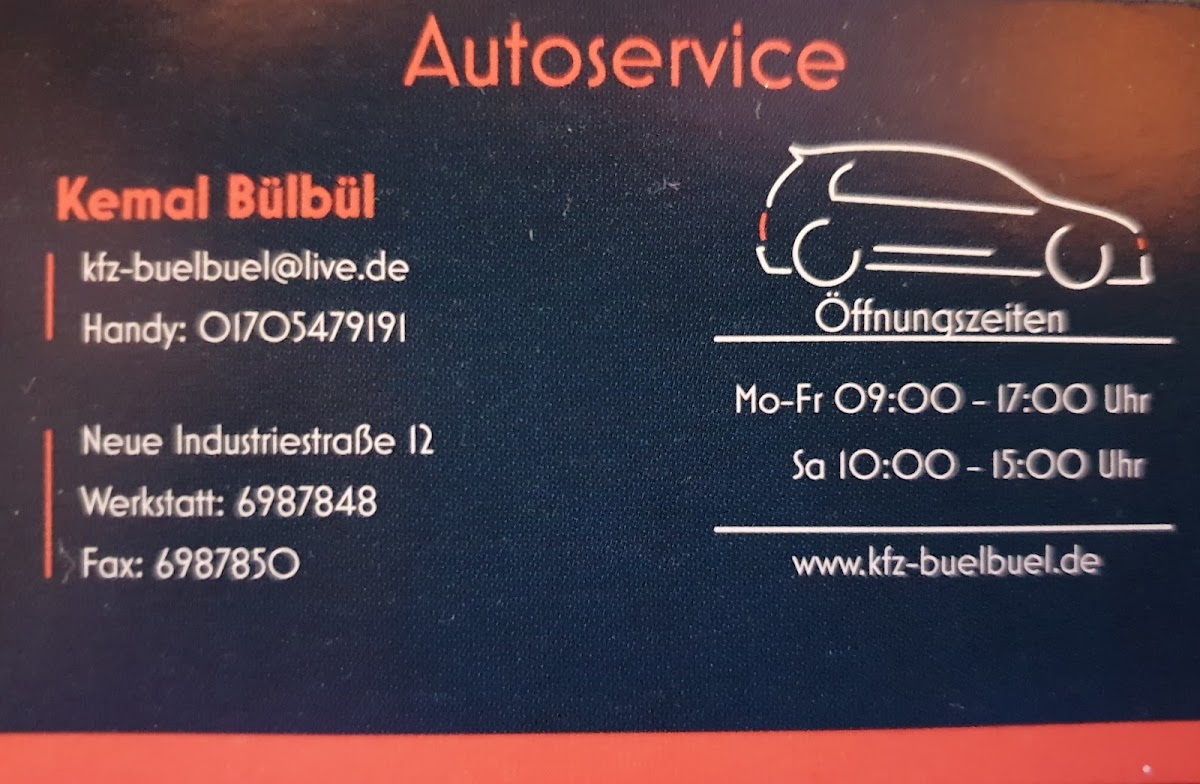 Autoservice
Kemal Bülbül
kfz-buelbuel@live.de
Handy: 01705479191
Neue Industriestraße 12
Werkstatt: 6987848
Fax: 6987850
Öffnungszeiten
Mo-Fr 09:00 - 17:00 Uhr
Sa 10:00 - 15:00 Uhr
www.kfz-buelbuel.de